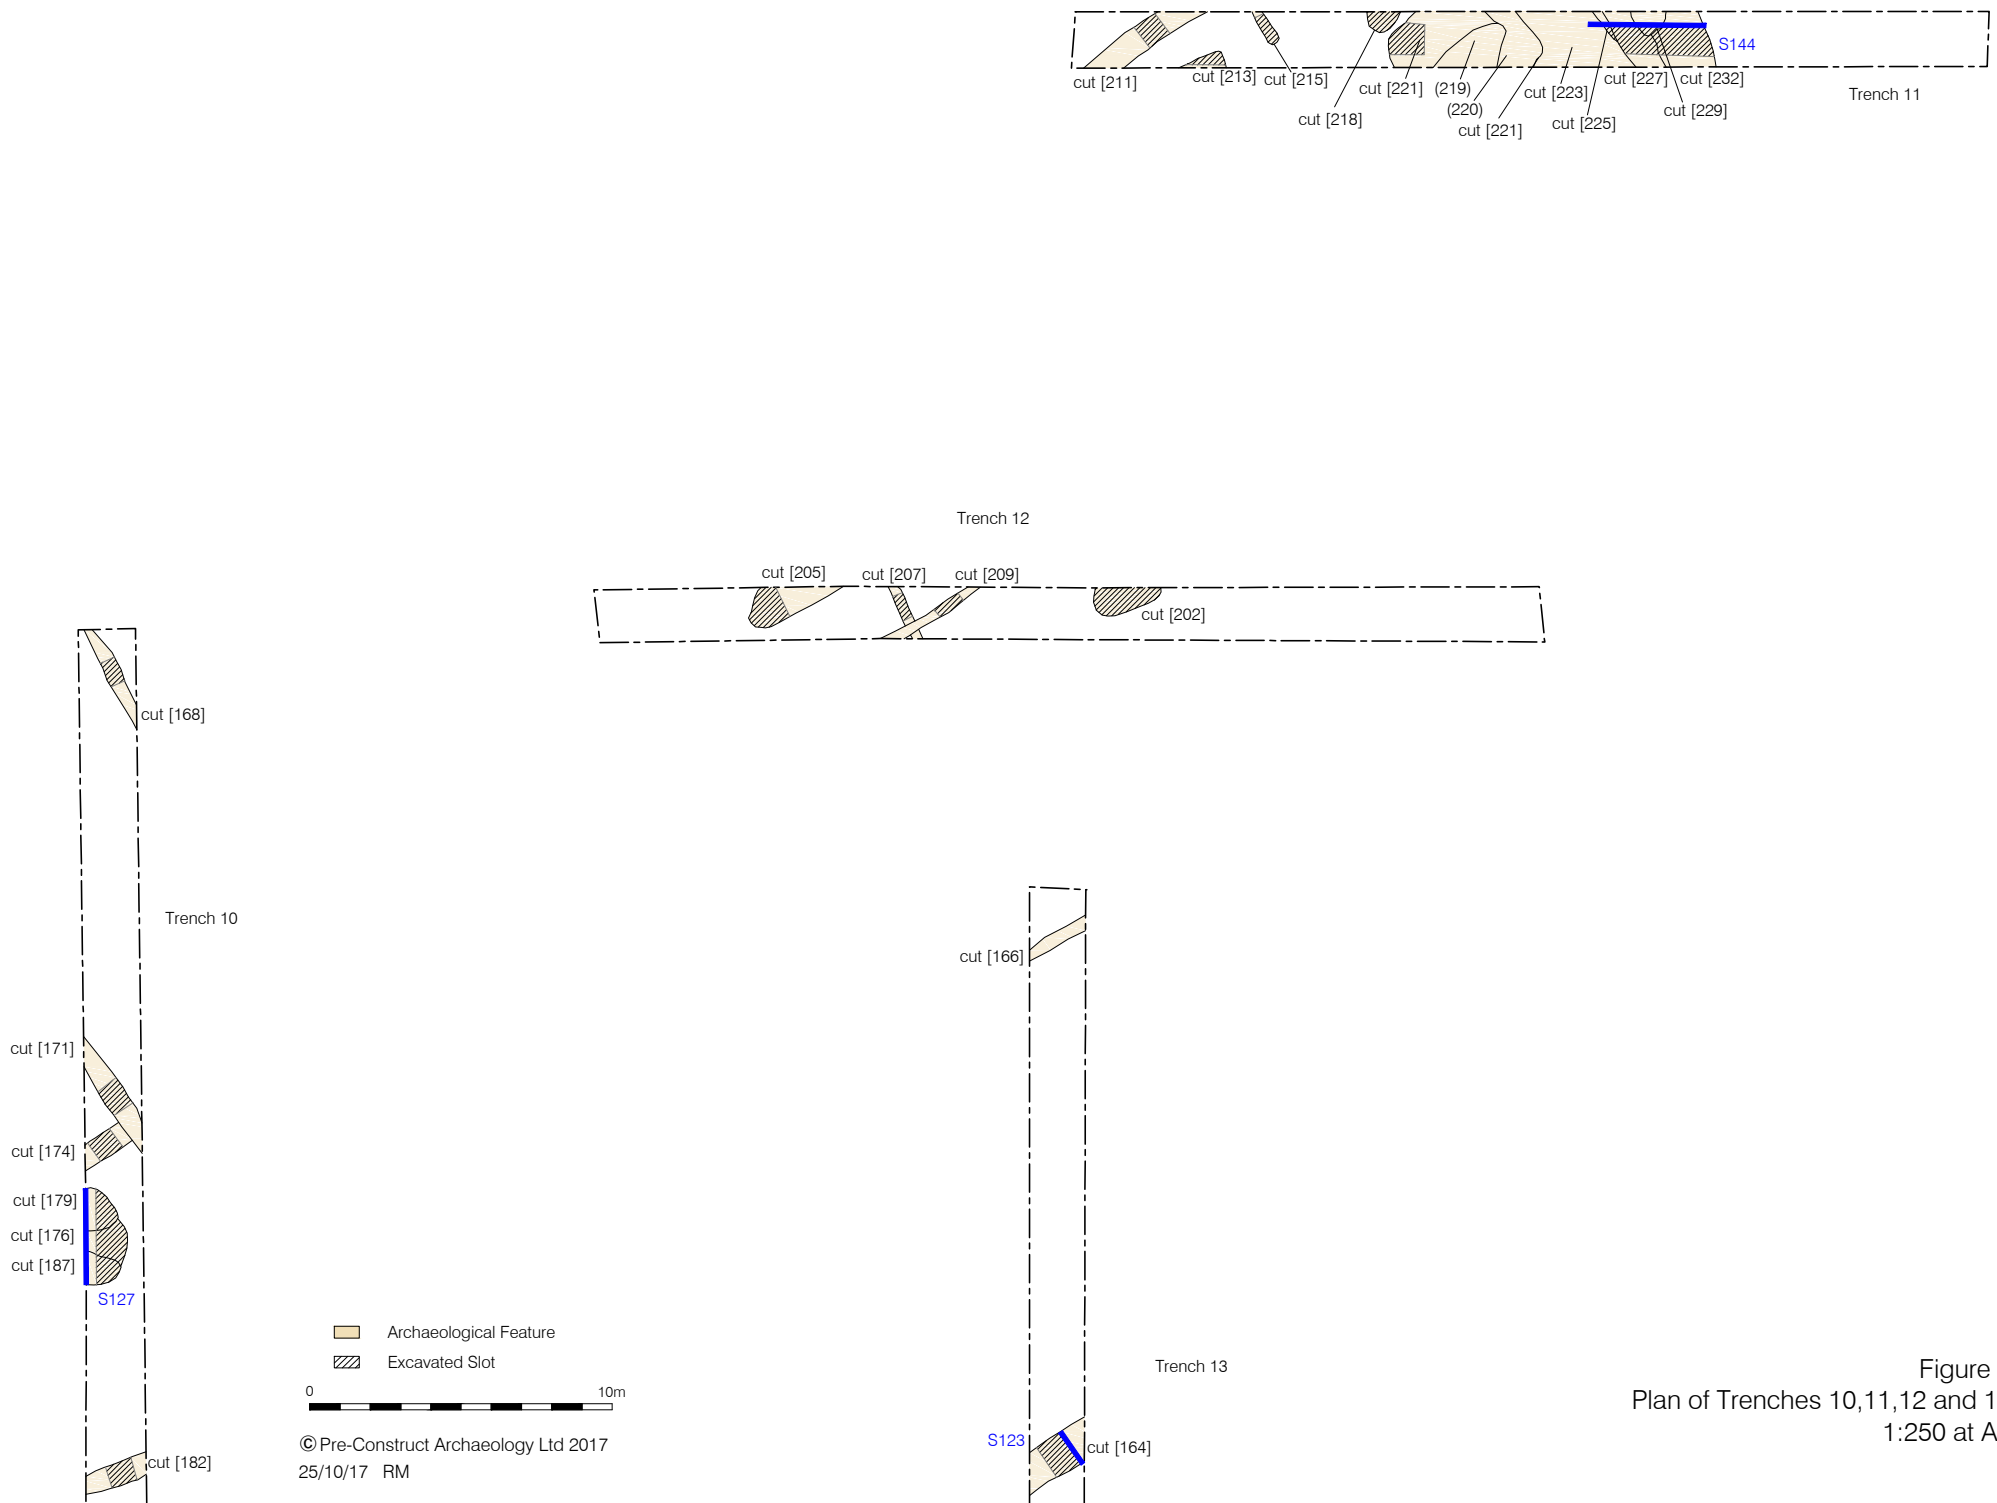 S144
cut [211]
cut [213]
cut [215]
cut [218]
cut [221]
(219)
(220)
cut [221]
cut [223]
cut [225]
cut [227]
cut [232]
cut [229]
Trench 11
Trench 12
cut [205]
cut [207]
cut [209]
cut [202]
cut [168]
Trench 10
cut [166]
cut [171]
cut [174]
cut [179]
cut [176]
cut [187]
S127
cut [182]
Archaeological Feature
Excavated Slot
0 10m
© Pre-Construct Archaeology Ltd 2017
25/10/17 RM
Trench 13
S123
cut [164]
Figure
Plan of Trenches 10,11,12 and 1
1:250 at A